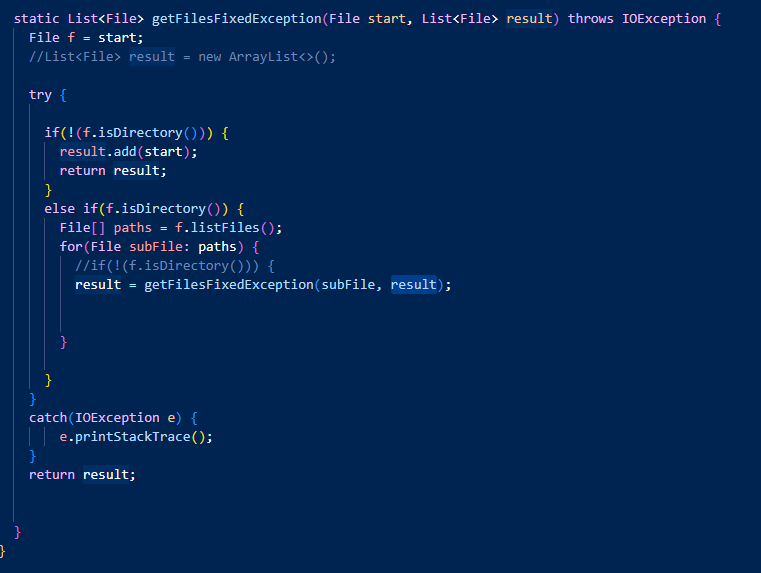 static List<File> getFilesFixedException(File start, List<File> result) throws IOException {
File f = start;
//List<File> result = new ArrayList<>();
try {
if(!(f.isDirectory())) {
result.add(start);
return result;
}
else if(f.isDirectory()) {
File[] paths = f.listFiles();
for(File subFile: paths) {
//if(!(f.isDirectory())) {
result = getFilesFixedException(subFile, result);
}
}
}
catch(IOException e) {
e.printStackTrace();
}
return result;
}
}